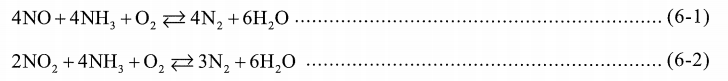 4NO + 4NH₃ + O₂ ⇄ 4N₂ + 6H₂O ........................................................................ (6-1)
2NO₂ + 4NH₃ + O₂ ⇄ 3N₂ + 6H₂O ...................................................................... (6-2)